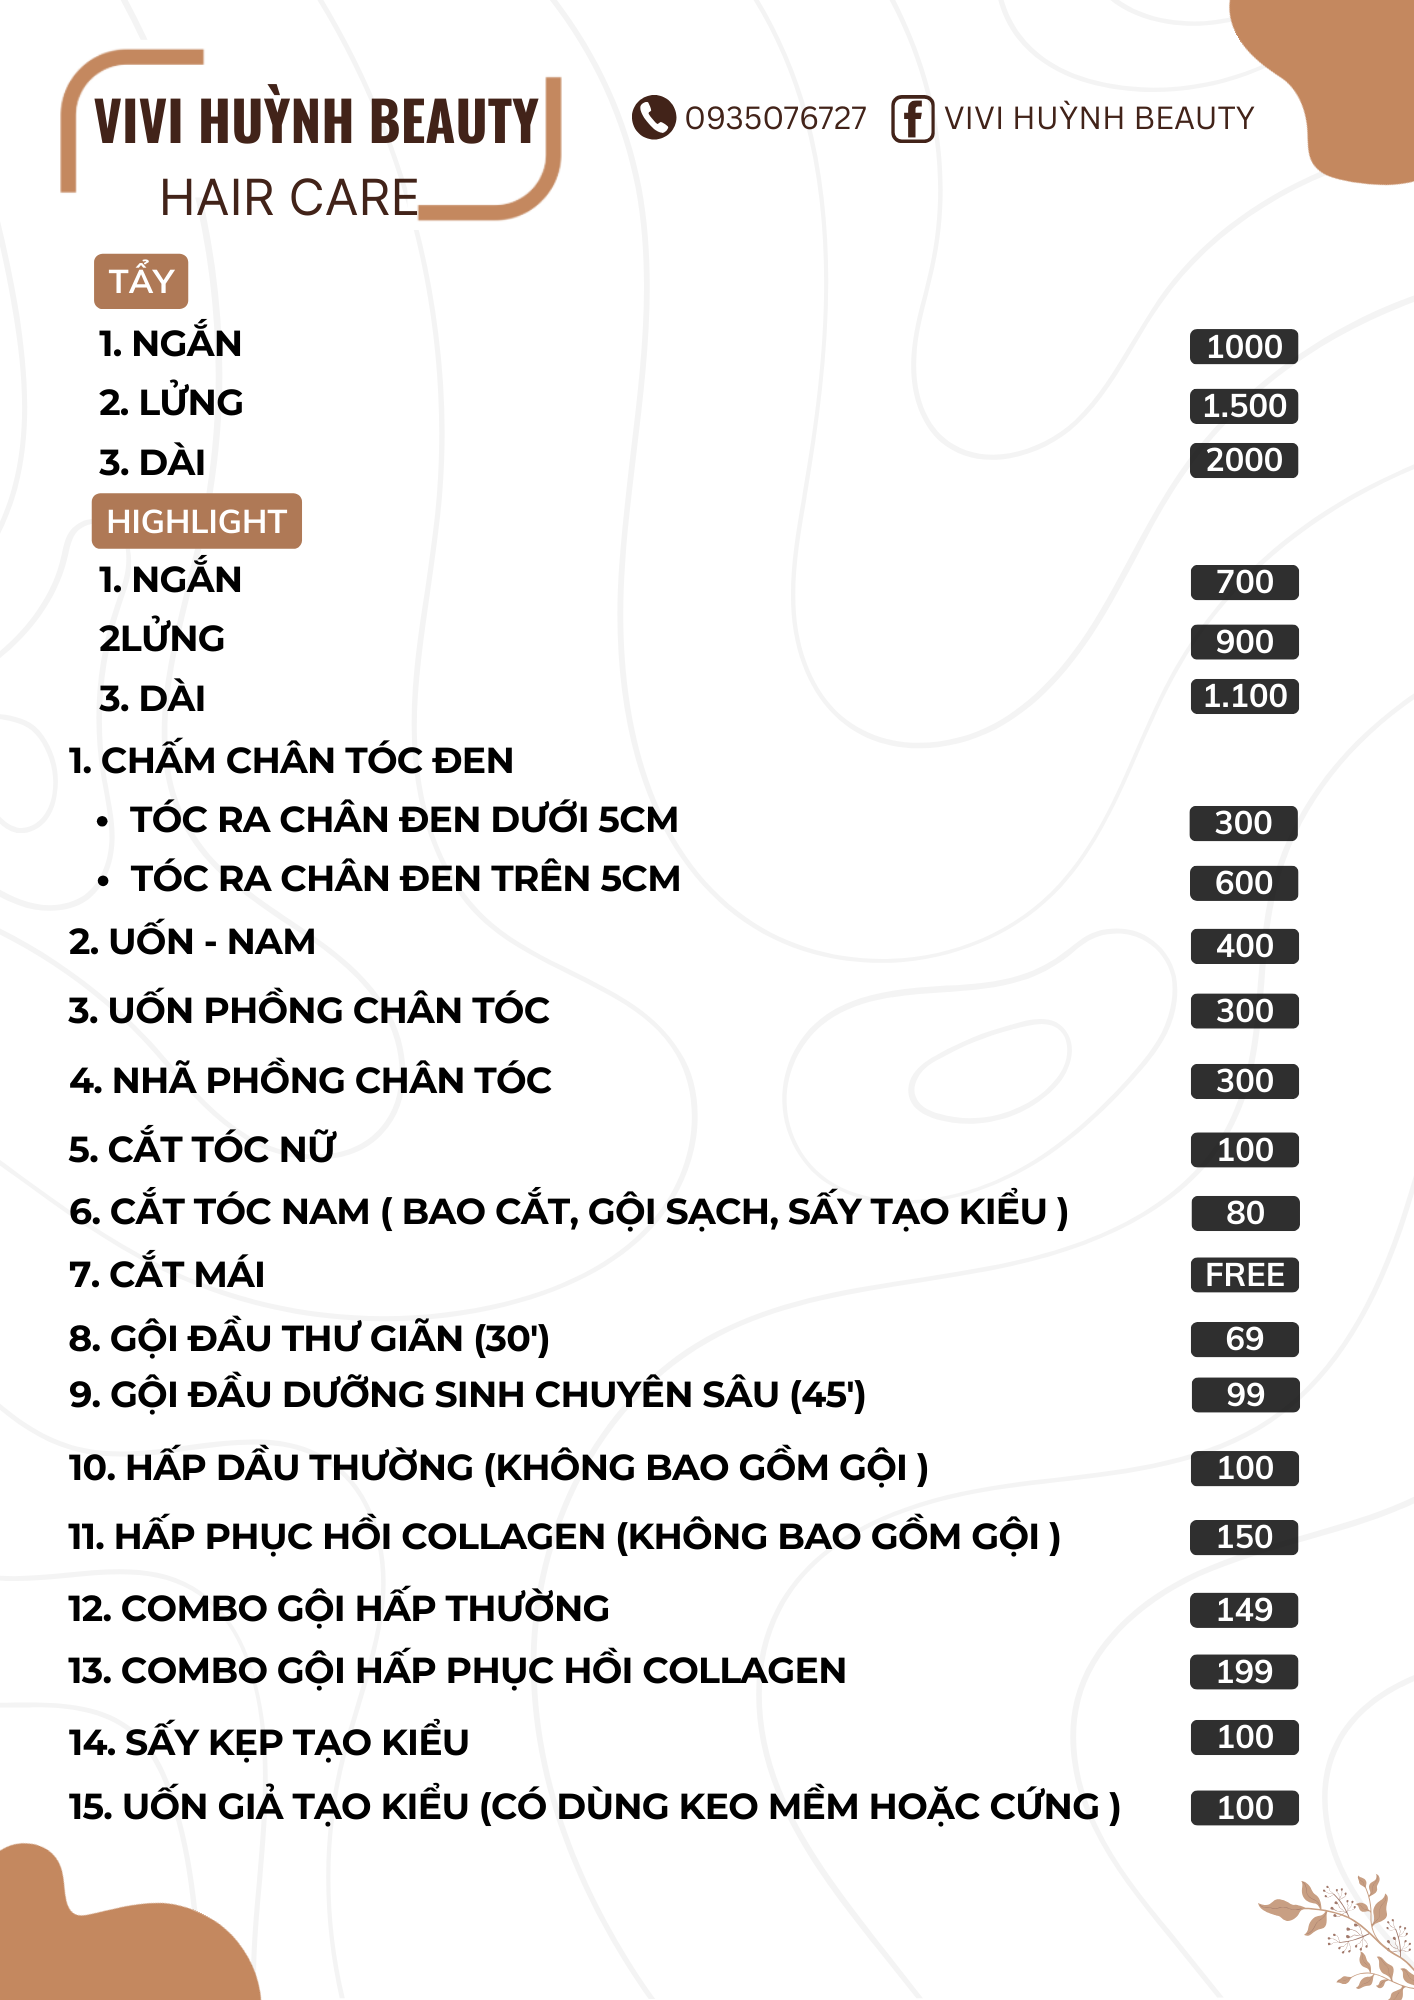 VIVI HUỲNH BEAUTY
HAIR CARE
0935076727 VIVI HUỲNH BEAUTY
TẨY
1. NGẮN 1000
2. LỬNG 1.500
3. DÀI 2000
HIGHLIGHT
1. NGẮN 700
2LỬNG 900
3. DÀI 1.100
1. CHẤM CHÂN TÓC ĐEN
• TÓC RA CHÂN ĐEN DƯỚI 5CM 300
• TÓC RA CHÂN ĐEN TRÊN 5CM 600
2. UỐN - NAM 400
3. UỐN PHỒNG CHÂN TÓC 300
4. NHÃ PHỒNG CHÂN TÓC 300
5. CẮT TÓC NỮ 100
6. CẮT TÓC NAM ( BAO CẮT, GỘI SẠCH, SẤY TẠO KIỂU ) 80
7. CẮT MÁI FREE
8. GỘI ĐẦU THƯ GIÃN (30') 69
9. GỘI ĐẦU DƯỠNG SINH CHUYÊN SÂU (45') 99
10. HẤP DẦU THƯỜNG (KHÔNG BAO GỒM GỘI ) 100
11. HẤP PHỤC HỒI COLLAGEN (KHÔNG BAO GỒM GỘI ) 150
12. COMBO GỘI HẤP THƯỜNG 149
13. COMBO GỘI HẤP PHỤC HỒI COLLAGEN 199
14. SẤY KẸP TẠO KIỂU 100
15. UỐN GIẢ TẠO KIỂU (CÓ DÙNG KEO MỀM HOẶC CỨNG ) 100